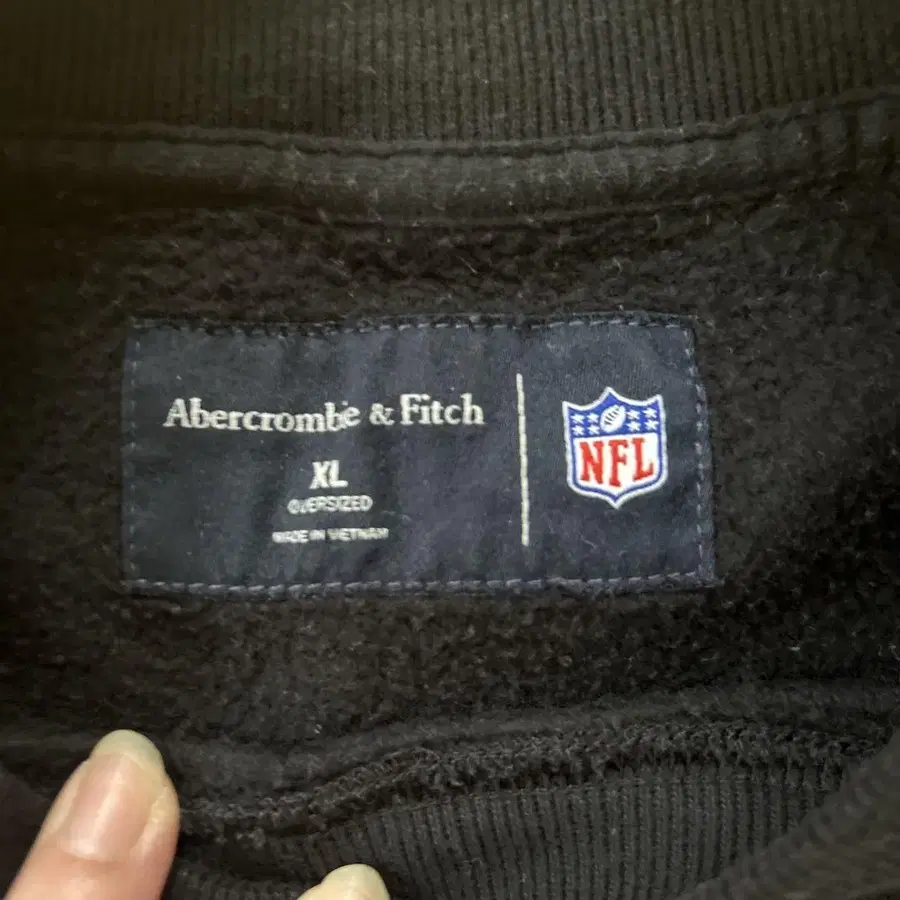 Abercrombie & Fitch
XL
OVERSIZED
MADE IN VIETNAM
NFL